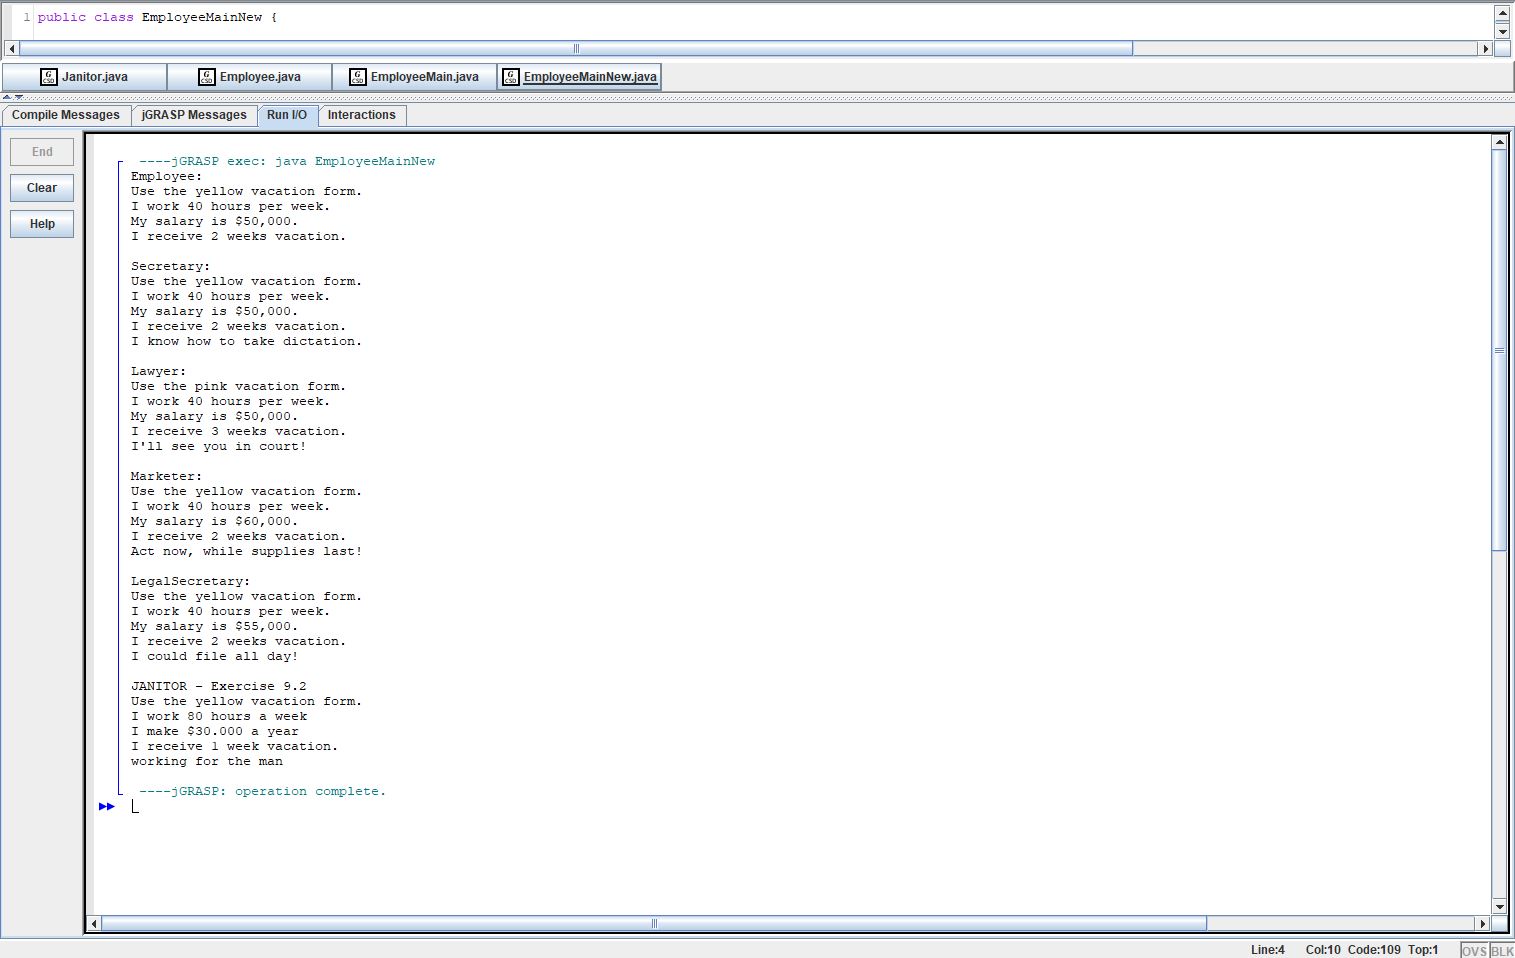 1 public class EmployeeMainNew {
Janitor.java Employee.java EmployeeMain.java EmployeeMainNew.java
Compile Messages jGRASP Messages Run I/O Interactions
End
Clear
Help
----jGRASP exec: java EmployeeMainNew
Employee:
Use the yellow vacation form.
I work 40 hours per week.
My salary is $50,000.
I receive 2 weeks vacation.
Secretary:
Use the yellow vacation form.
I work 40 hours per week.
My salary is $50,000.
I receive 2 weeks vacation.
I know how to take dictation.
Lawyer:
Use the pink vacation form.
I work 40 hours per week.
My salary is $50,000.
I receive 3 weeks vacation.
I'll see you in court!
Marketer:
Use the yellow vacation form.
I work 40 hours per week.
My salary is $60,000.
I receive 2 weeks vacation.
Act now, while supplies last!
LegalSecretary:
Use the yellow vacation form.
I work 40 hours per week.
My salary is $55,000.
I receive 2 weeks vacation.
I could file all day!
JANITOR - Exercise 9.2
Use the yellow vacation form.
I work 80 hours a week
I make $30.000 a year
I receive 1 week vacation.
working for the man
----jGRASP: operation complete.
Line:4 Col:10 Code:109 Top:1 OVS BLK